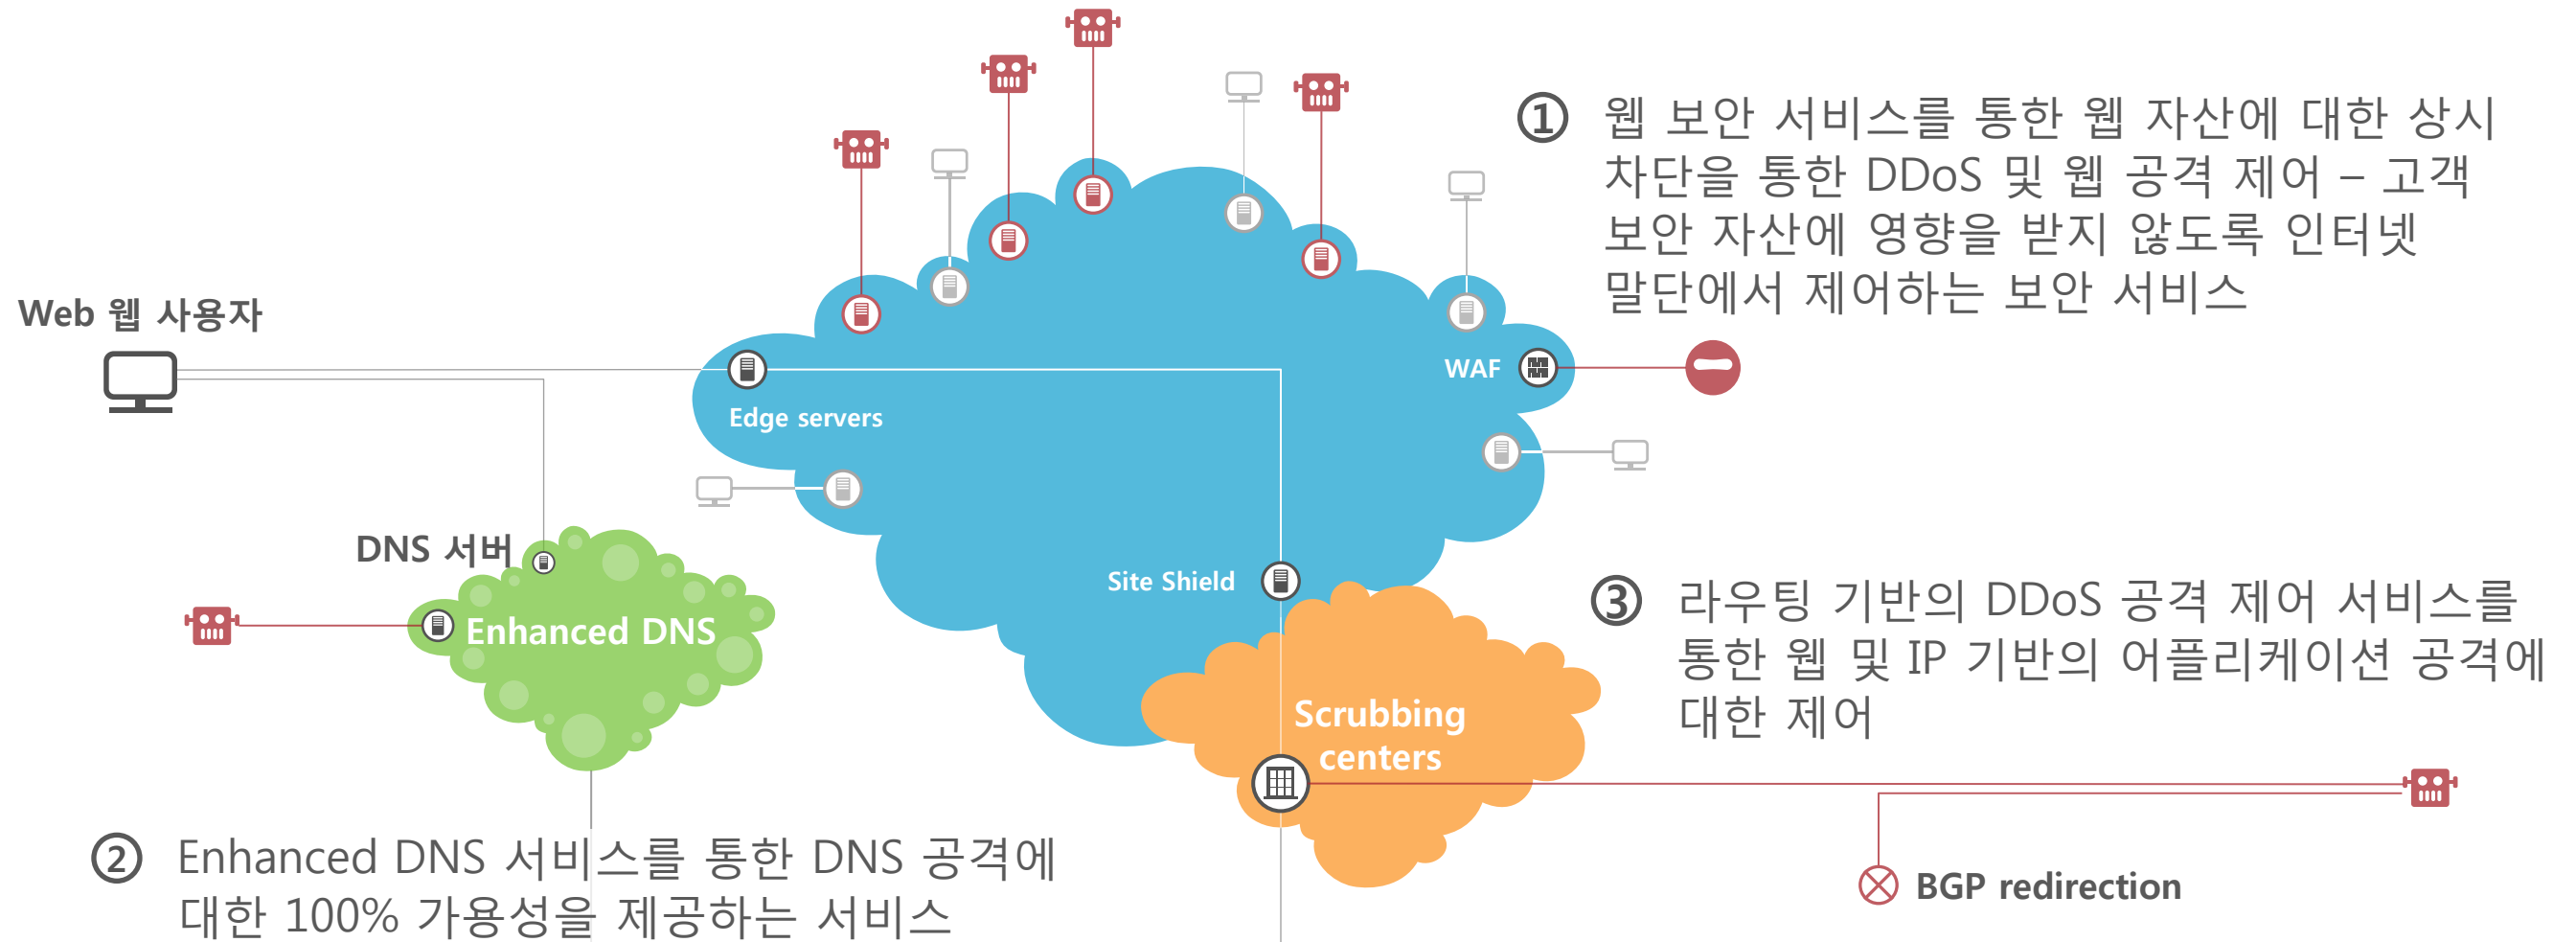 ① 웹 보안 서비스를 통한 웹 자산에 대한 상시
차단을 통한 DDoS 및 웹 공격 제어 – 고객
보안 자산에 영향을 받지 않도록 인터넷
말단에서 제어하는 보안 서비스
Web 웹 사용자
WAF
Edge servers
DNS 서버
Site Shield
Enhanced DNS
③ 라우팅 기반의 DDoS 공격 제어 서비스를
통한 웹 및 IP 기반의 어플리케이션 공격에
대한 제어
Scrubbing
centers
② Enhanced DNS 서비스를 통한 DNS 공격에
대한 100% 가용성을 제공하는 서비스
BGP redirection